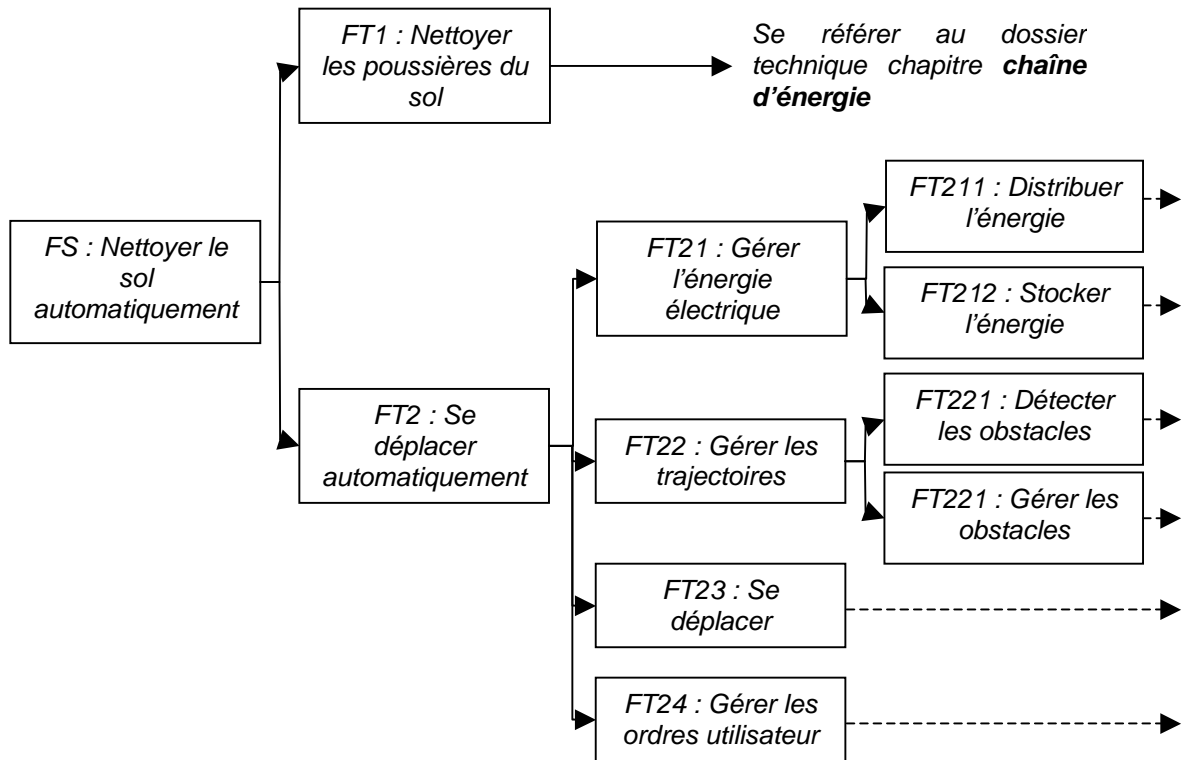 FT1 : Nettoyer
les poussières du
sol
Se référer au dossier
technique chapitre chaîne
d'énergie
FS : Nettoyer le
sol
automatiquement
FT2 : Se
déplacer
automatiquement
FT21 : Gérer
l'énergie
électrique
FT211 : Distribuer
l'énergie
FT212 : Stocker
l'énergie
FT22 : Gérer les
trajectoires
FT221 : Détecter
les obstacles
FT221 : Gérer les
obstacles
FT23 : Se
déplacer
FT24 : Gérer les
ordres utilisateur